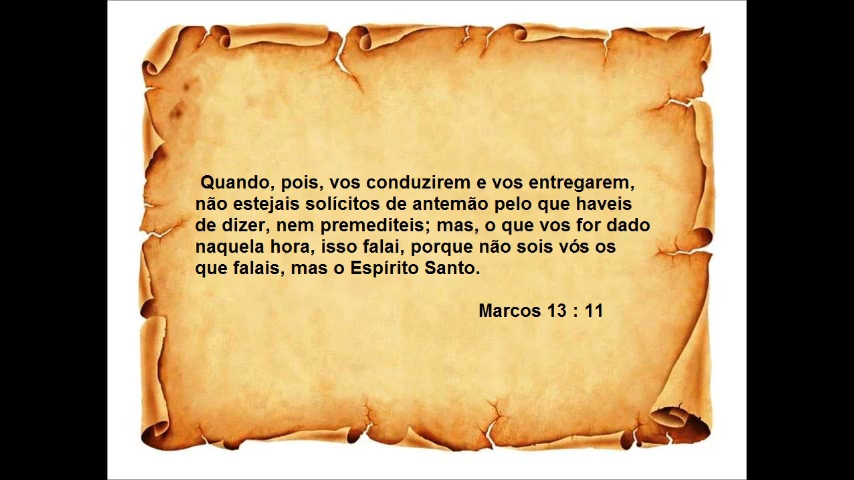 Quando, pois, vos conduzirem e vos entregarem,
não estejais solícitos de antemão pelo que haveis
de dizer, nem premediteis; mas, o que vos for dado
naquela hora, isso falai, porque não sois vós os
que falais, mas o Espírito Santo.
Marcos 13 : 11